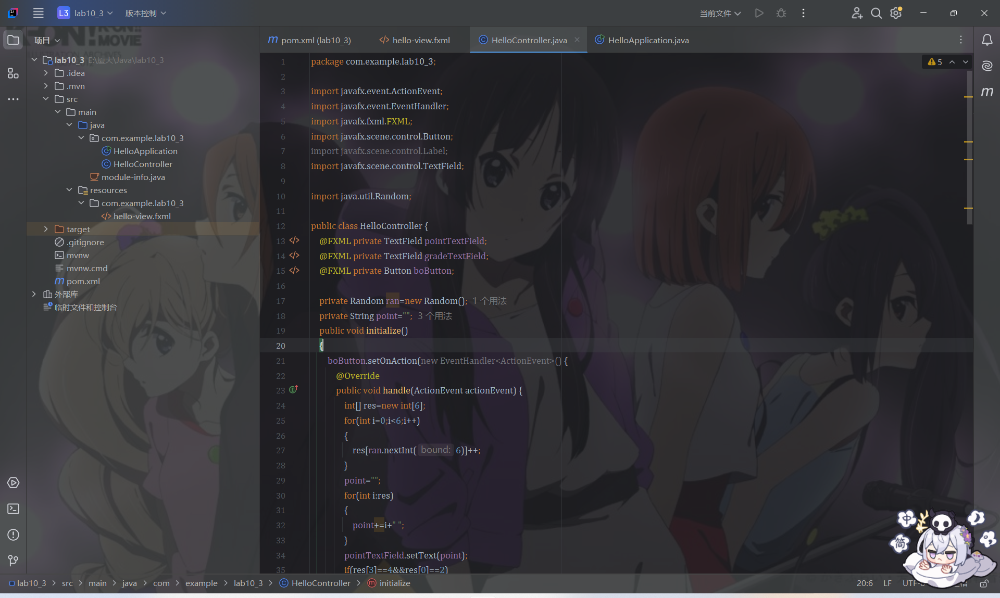 L3 lab10_3 版本控制 当前文件
K-ON! K-ON!! MOVIE
ILLUSTRATION ARCHIVES
项目
lab10_3 E:\厦大\Java\lab10_3
.idea
.mvn
src
main
java
com.example.lab10_3
HelloApplication
HelloController
module-info.java
resources
com.example.lab10_3
hello-view.fxml
target
.gitignore
mvnw
mvnw.cmd
pom.xml
外部库
临时文件和控制台
pom.xml (lab10_3) hello-view.fxml HelloController.java HelloApplication.java
5
1 package com.example.lab10_3;
2
3 import javafx.event.ActionEvent;
4 import javafx.event.EventHandler;
5 import javafx.fxml.FXML;
6 import javafx.scene.control.Button;
7 import javafx.scene.control.Label;
8 import javafx.scene.control.TextField;
9
10 import java.util.Random;
11
12 public class HelloController {
13 @FXML private TextField pointTextField;
14 @FXML private TextField gradeTextField;
15 @FXML private Button boButton;
16
17 private Random ran=new Random(); 1 个用法
18 private String point=""; 3 个用法
19 public void initialize()
20 {
21 boButton.setOnAction(new EventHandler<ActionEvent>() {
22 @Override
23 public void handle(ActionEvent actionEvent) {
24 int[] res=new int[6];
25 for(int i=0;i<6;i++)
26 {
27 res[ran.nextInt( bound: 6)]++;
28 }
29 point="";
30 for(int i:res)
31 {
32 point+=i+" ";
33 }
34 pointTextField.setText(point);
35 if(res[3]==4&&res[0]==2)
中
简
lab10_3 > src > main > java > com > example > lab10_3 > HelloController > initialize 20:6 LF UTF-8